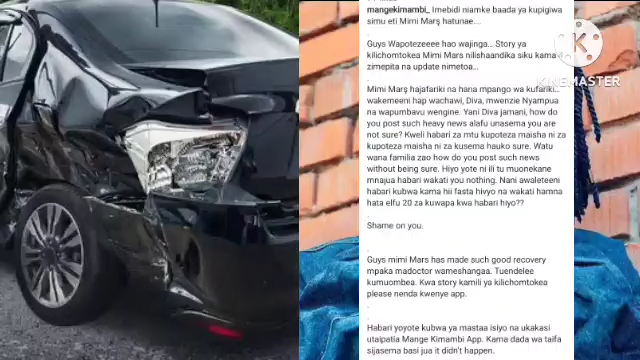 mangekimambi_ Imebidi niamke baada ya kupigiwa
simu eti Mimi Marş hatunae....
.
Guys Wapotezeeee hao wajinga... Story ya
kilichomtokea Mimi Mars nilishaandika siku kama
zimepita na update nimetoa...
.
Mimi Marş hajafariki na hana mpango wa kufariki..
wakemeeni hap wachawi, Diva, mwenzie Nyampua
na wapumbavu wengine. Yani Diva jamani, how do
you post such heavy news alafu unasema you are
not sure? Kweli habari za mtu kupoteza maisha ni za
kupoteza maisha ni za kusema hauko sure. Watu
wana familia zao how do you post such news
without being sure. Hiyo yote ni ili tu muonekane
mnajua habari wakati you nothing. Nani awaleteeni
habari kubwa kama hii fasta hivyo na wakati hamna
hata elfu 20 za kuwapa kwa habari hiyo??
.
Shame on you.
.
Guys mimi Mars has made such good recovery
mpaka madoctor wameshangaa. Tuendelee
kumuombea. Kwa story kamili ya kilichomtokea
please nenda kwenye app.
.
Habari yoyote kubwa ya mastaa isiyo na ukakasi
utaipatia Mange Kimambi App. Kama dada wa taifa
sijasema basi jua it didn't happen.
K
KINEMASTER